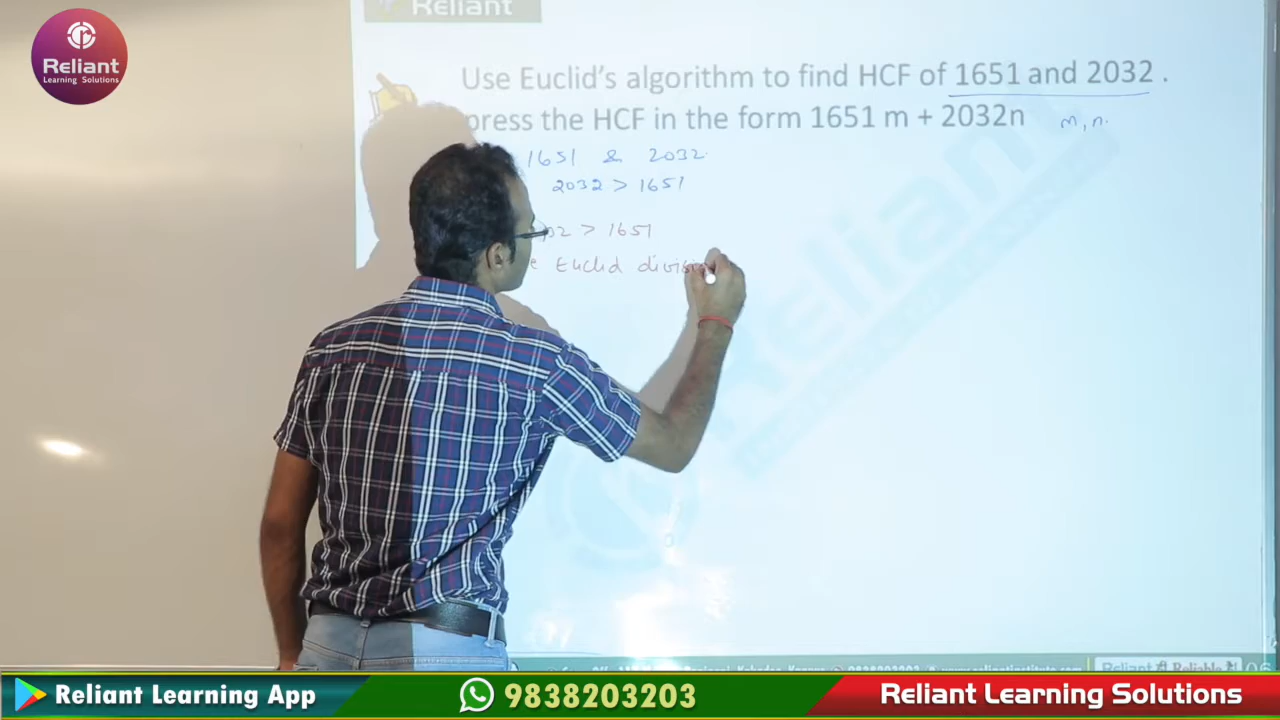 Reliant
Reliant
Learning Solutions
Use Euclid's algorithm to find HCF of 1651 and 2032 .
press the HCF in the form 1651 m + 2032n
m, n.
1651 & 2032.
2032 > 1651
> 1651
Euclid division
Reliant Learning App
9838203203
Reliant Learning Solutions